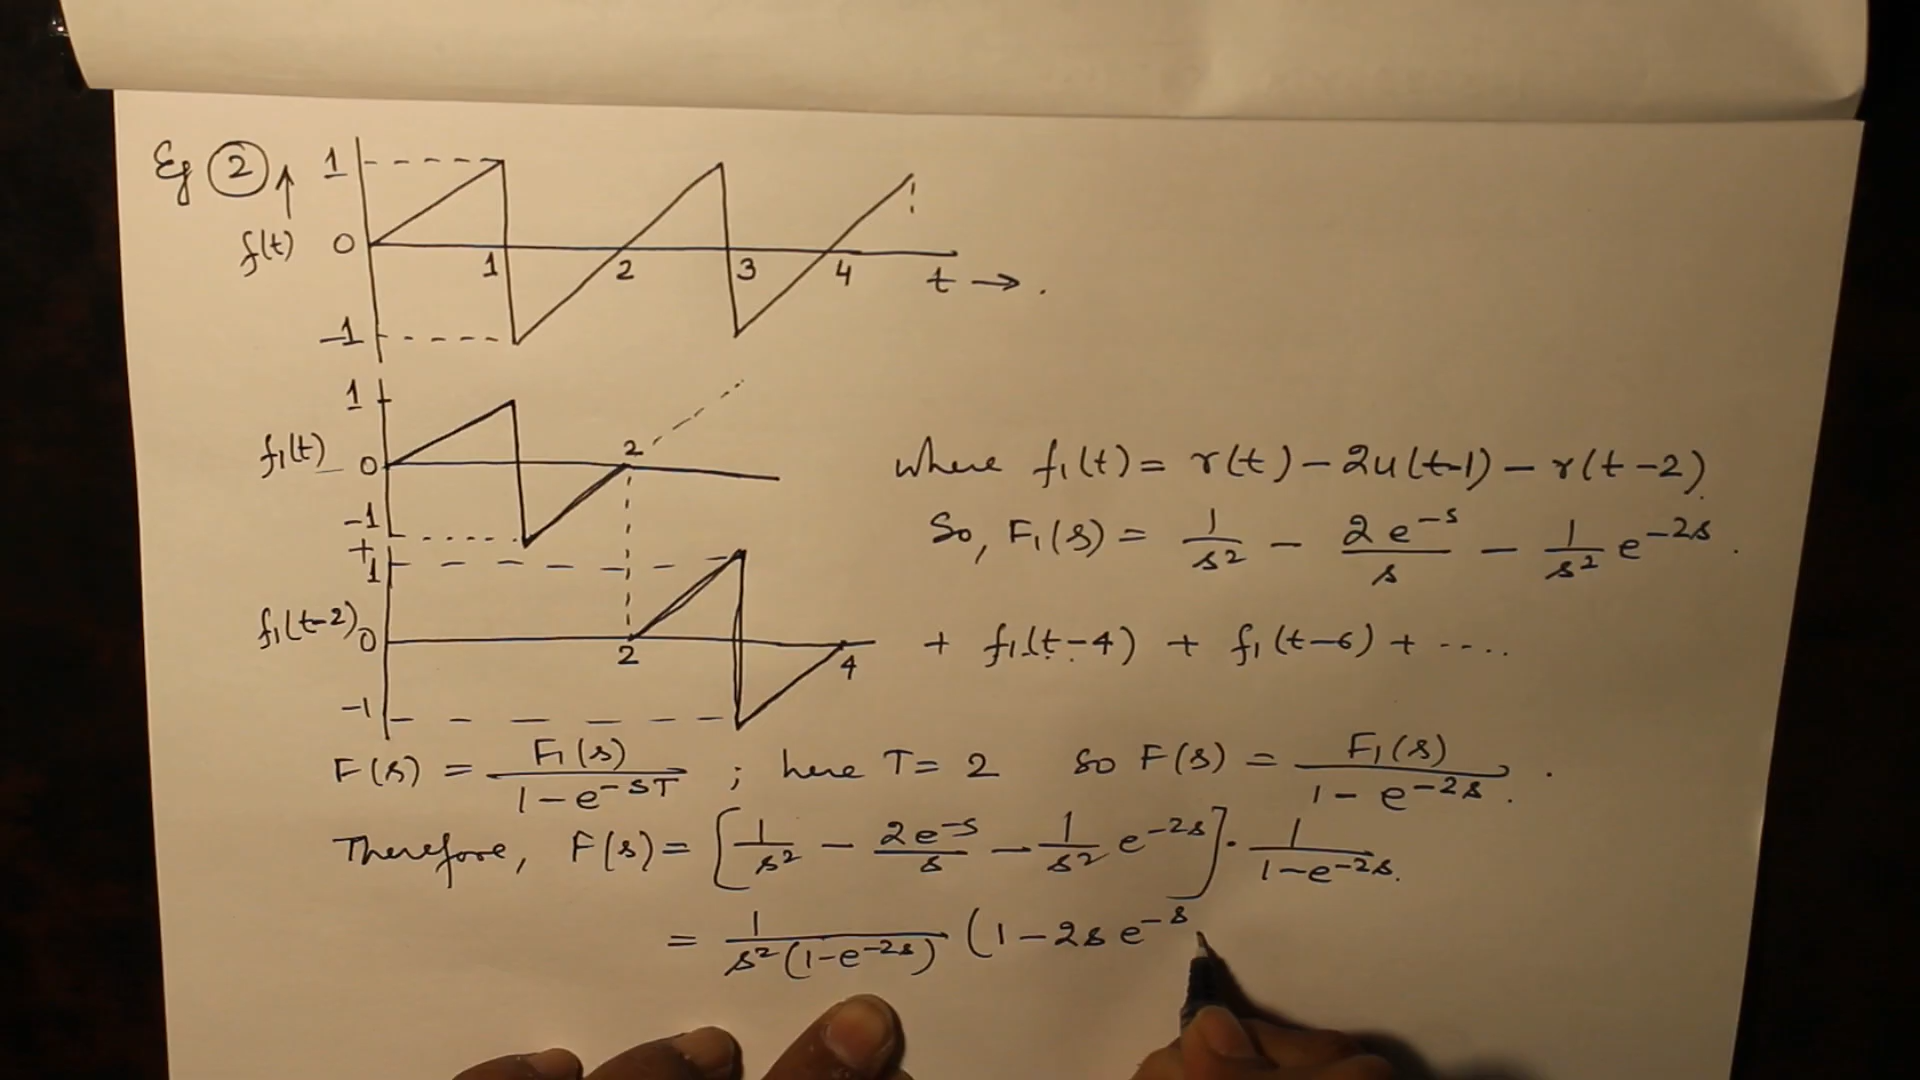 Eg ② ↑ 1
f(t) 0 1 2 3 4 t → .
-1
1
f₁(t) 0 2
-1
+1
where f₁(t) = r(t) - 2u(t-1) - r(t-2)
So, F₁(s) = 1/s² - 2e^-s/s - 1/s² e^-2s .
f₁(t-2) 0 2 4 + f₁(t-4) + f₁(t-6) + ....
-1
F(s) = F₁(s)/(1-e^-sT) ; here T = 2 So F(s) = F₁(s)/(1-e^-2s) .
Therefore, F(s) = [1/s² - 2e^-s/s - 1/s² e^-2s] · 1/(1-e^-2s) .
= 1/(s²(1-e^-2s)) (1-2s e^-s